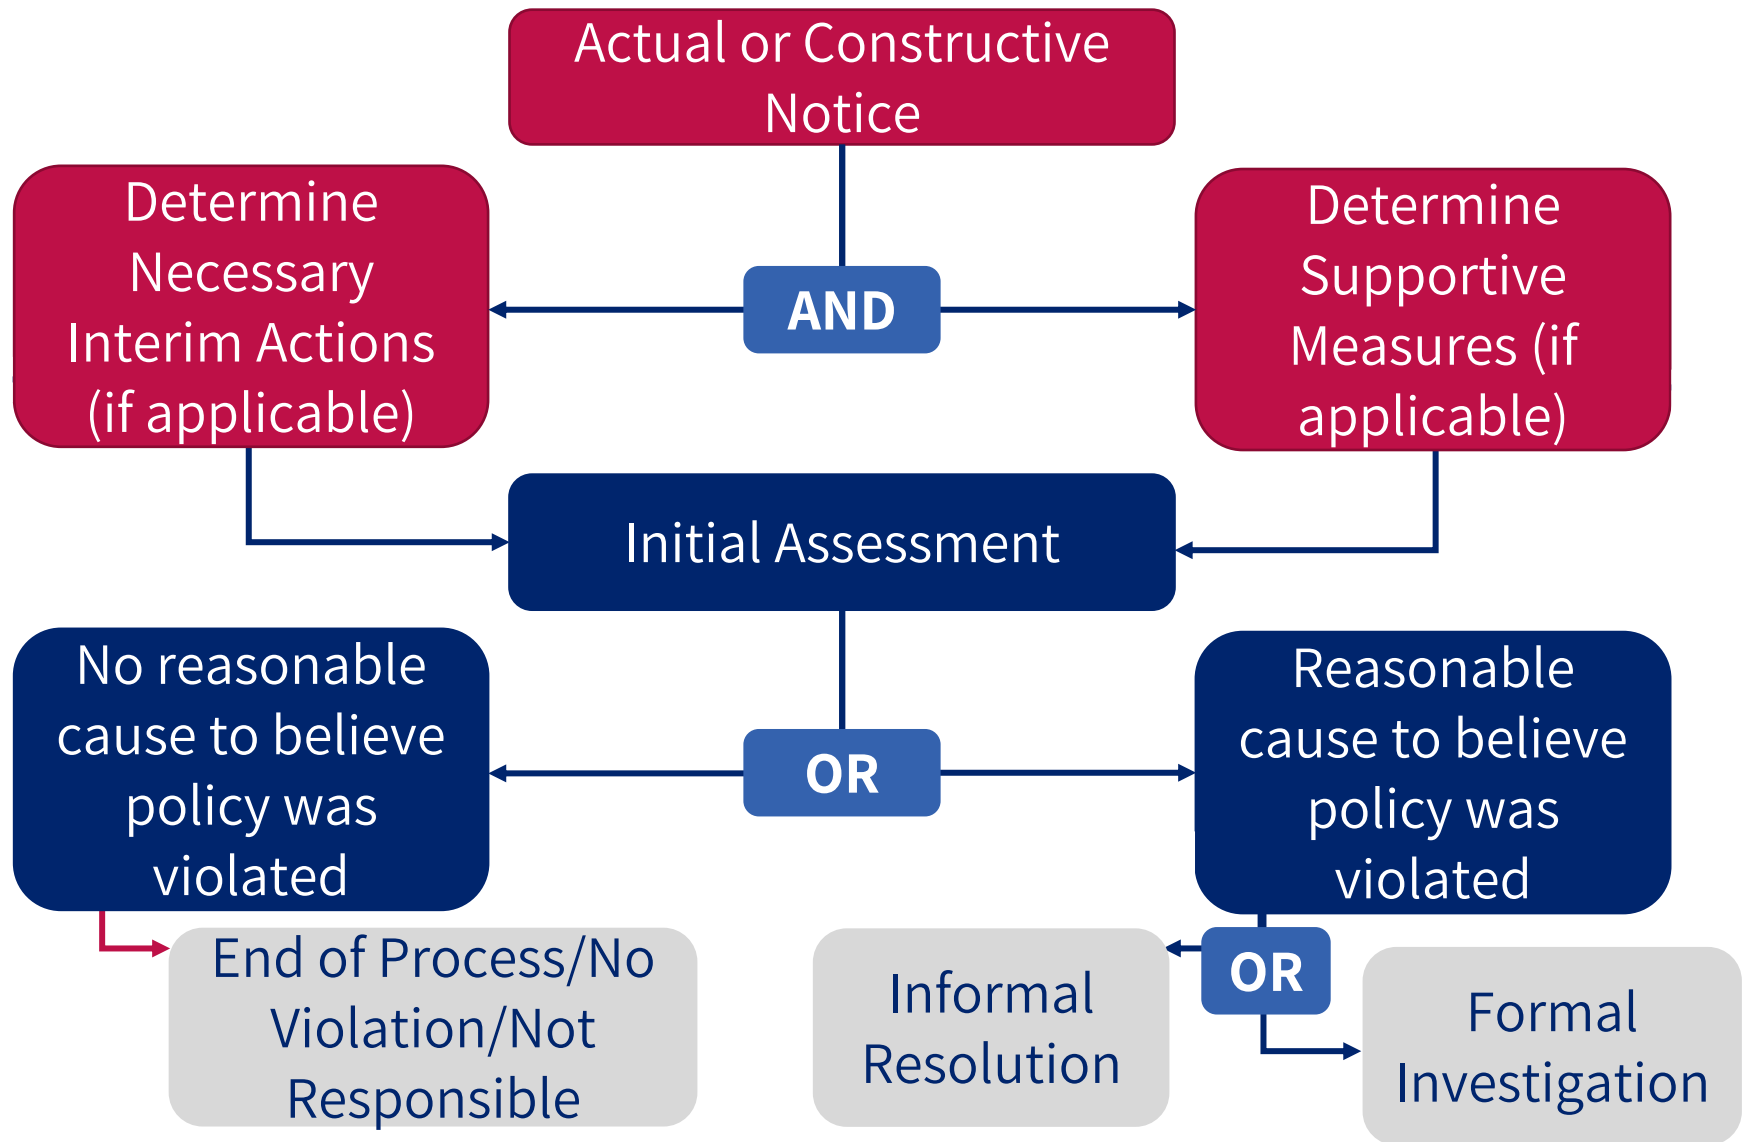 Actual or Constructive
Notice
Determine
Necessary
Interim Actions
(if applicable)
AND
Determine
Supportive
Measures (if
applicable)
Initial Assessment
No reasonable
cause to believe
policy was
violated
OR
Reasonable
cause to believe
policy was
violated
End of Process/No
Violation/Not
Responsible
Informal
Resolution
OR
Formal
Investigation